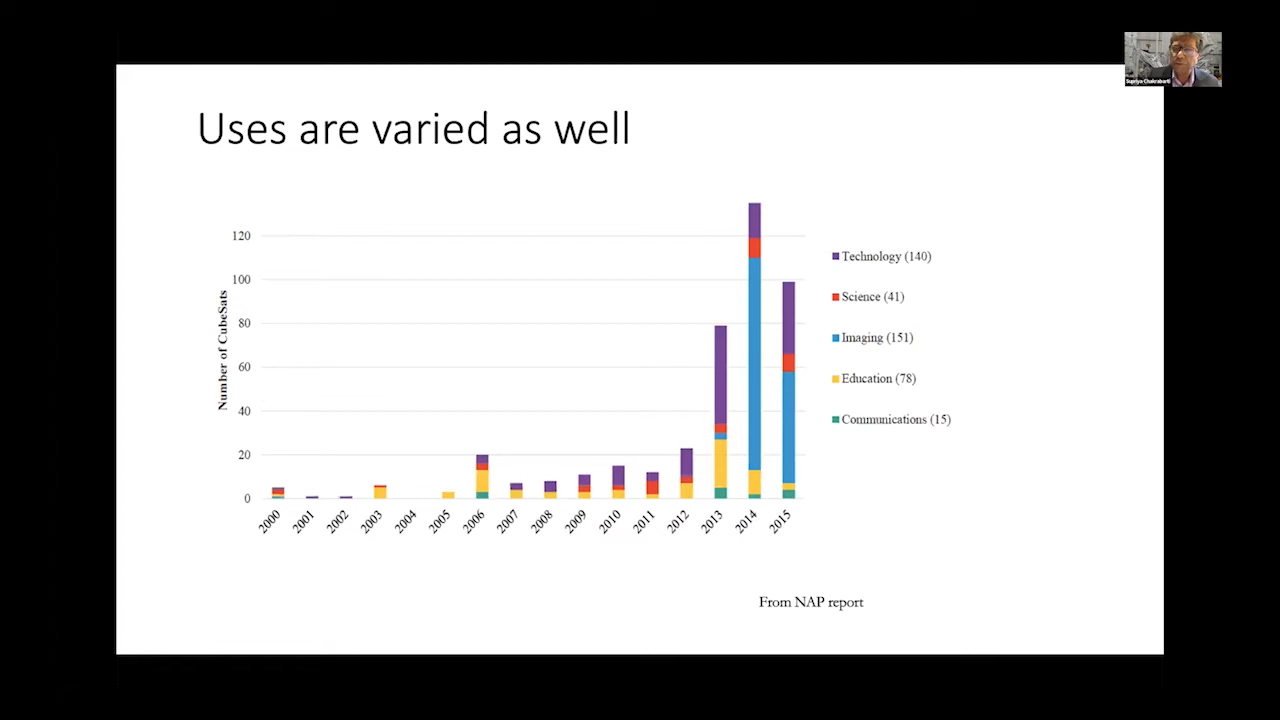 Supriya Chakrabarti
Uses are varied as well
Number of CubeSats
120
100
80
60
40
20
0
2000
2001
2002
2003
2004
2005
2006
2007
2008
2009
2010
2011
2012
2013
2014
2015
Technology (140)
Science (41)
Imaging (151)
Education (78)
Communications (15)
From NAP report